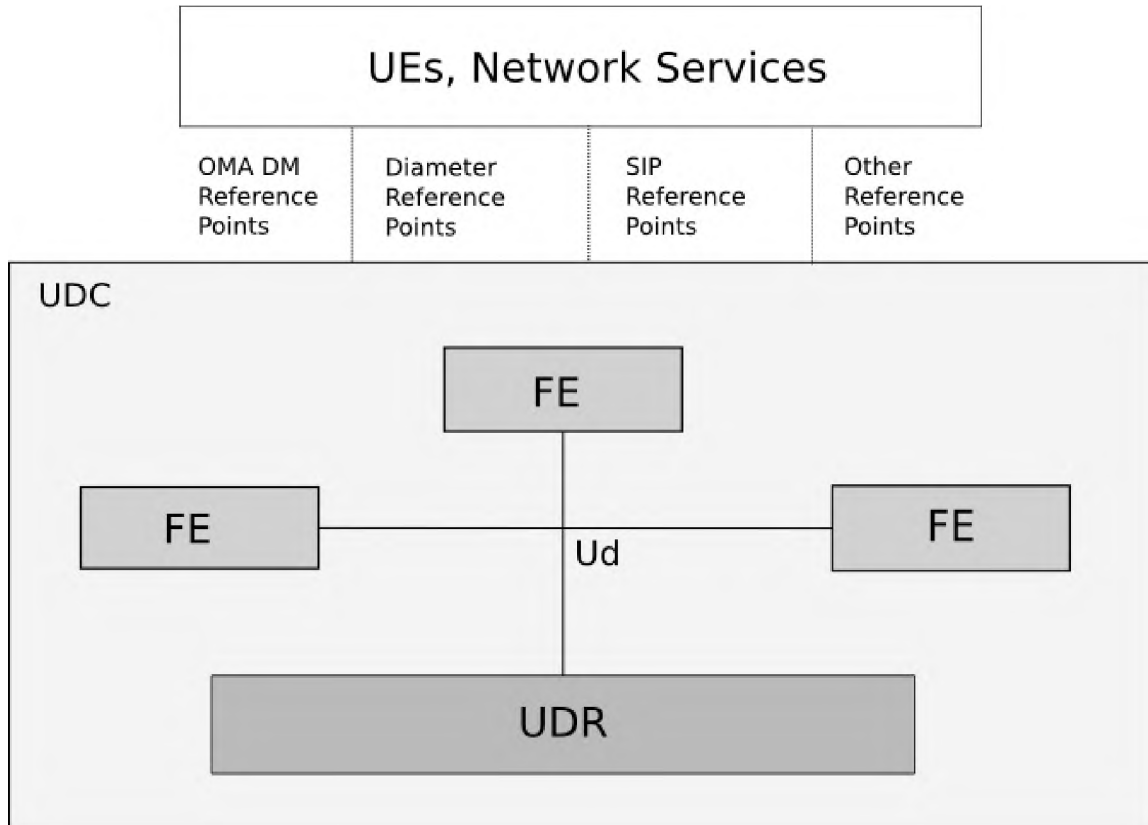 UEs, Network Services
OMA DM
Reference
Points
Diameter
Reference
Points
SIP
Reference
Points
Other
Reference
Points
UDC
FE
FE
FE
Ud
UDR